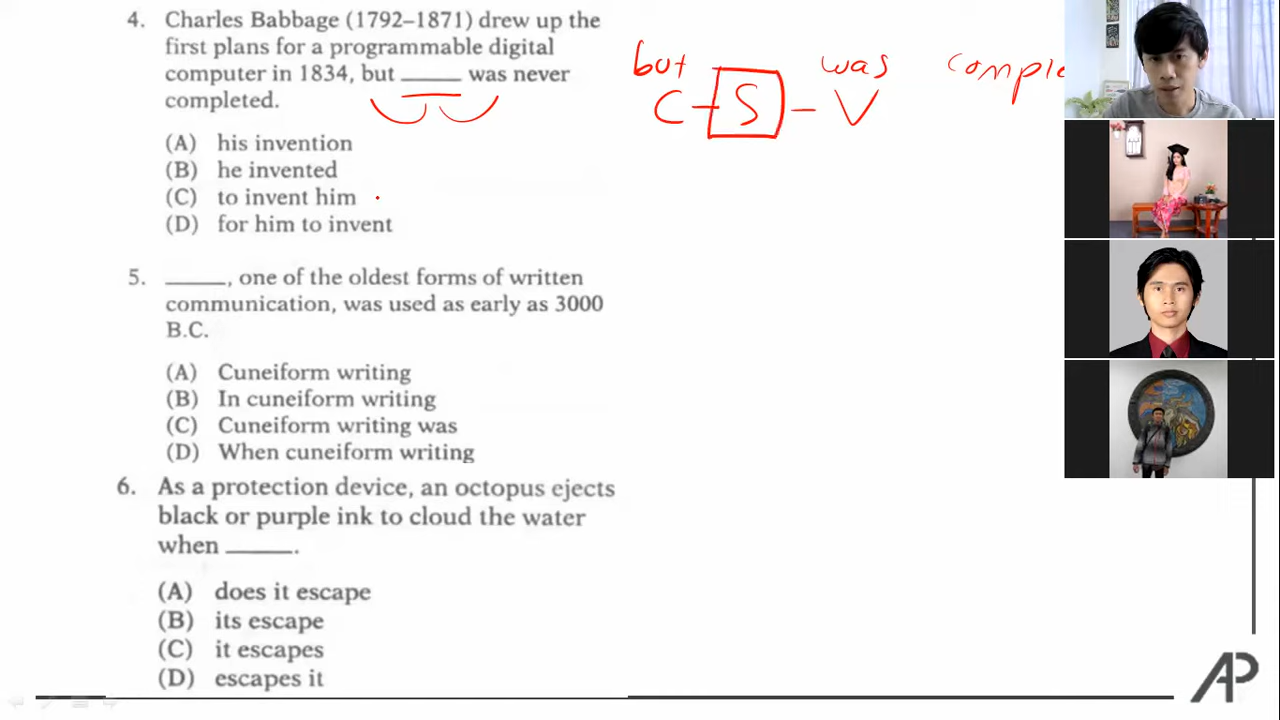 4. Charles Babbage (1792–1871) drew up the
first plans for a programmable digital
computer in 1834, but _____ was never
completed.
(A) his invention
(B) he invented
(C) to invent him
(D) for him to invent
but was comple
C – S – V
5. _____, one of the oldest forms of written
communication, was used as early as 3000
B.C.
(A) Cuneiform writing
(B) In cuneiform writing
(C) Cuneiform writing was
(D) When cuneiform writing
6. As a protection device, an octopus ejects
black or purple ink to cloud the water
when _____.
(A) does it escape
(B) its escape
(C) it escapes
(D) escapes it
AP